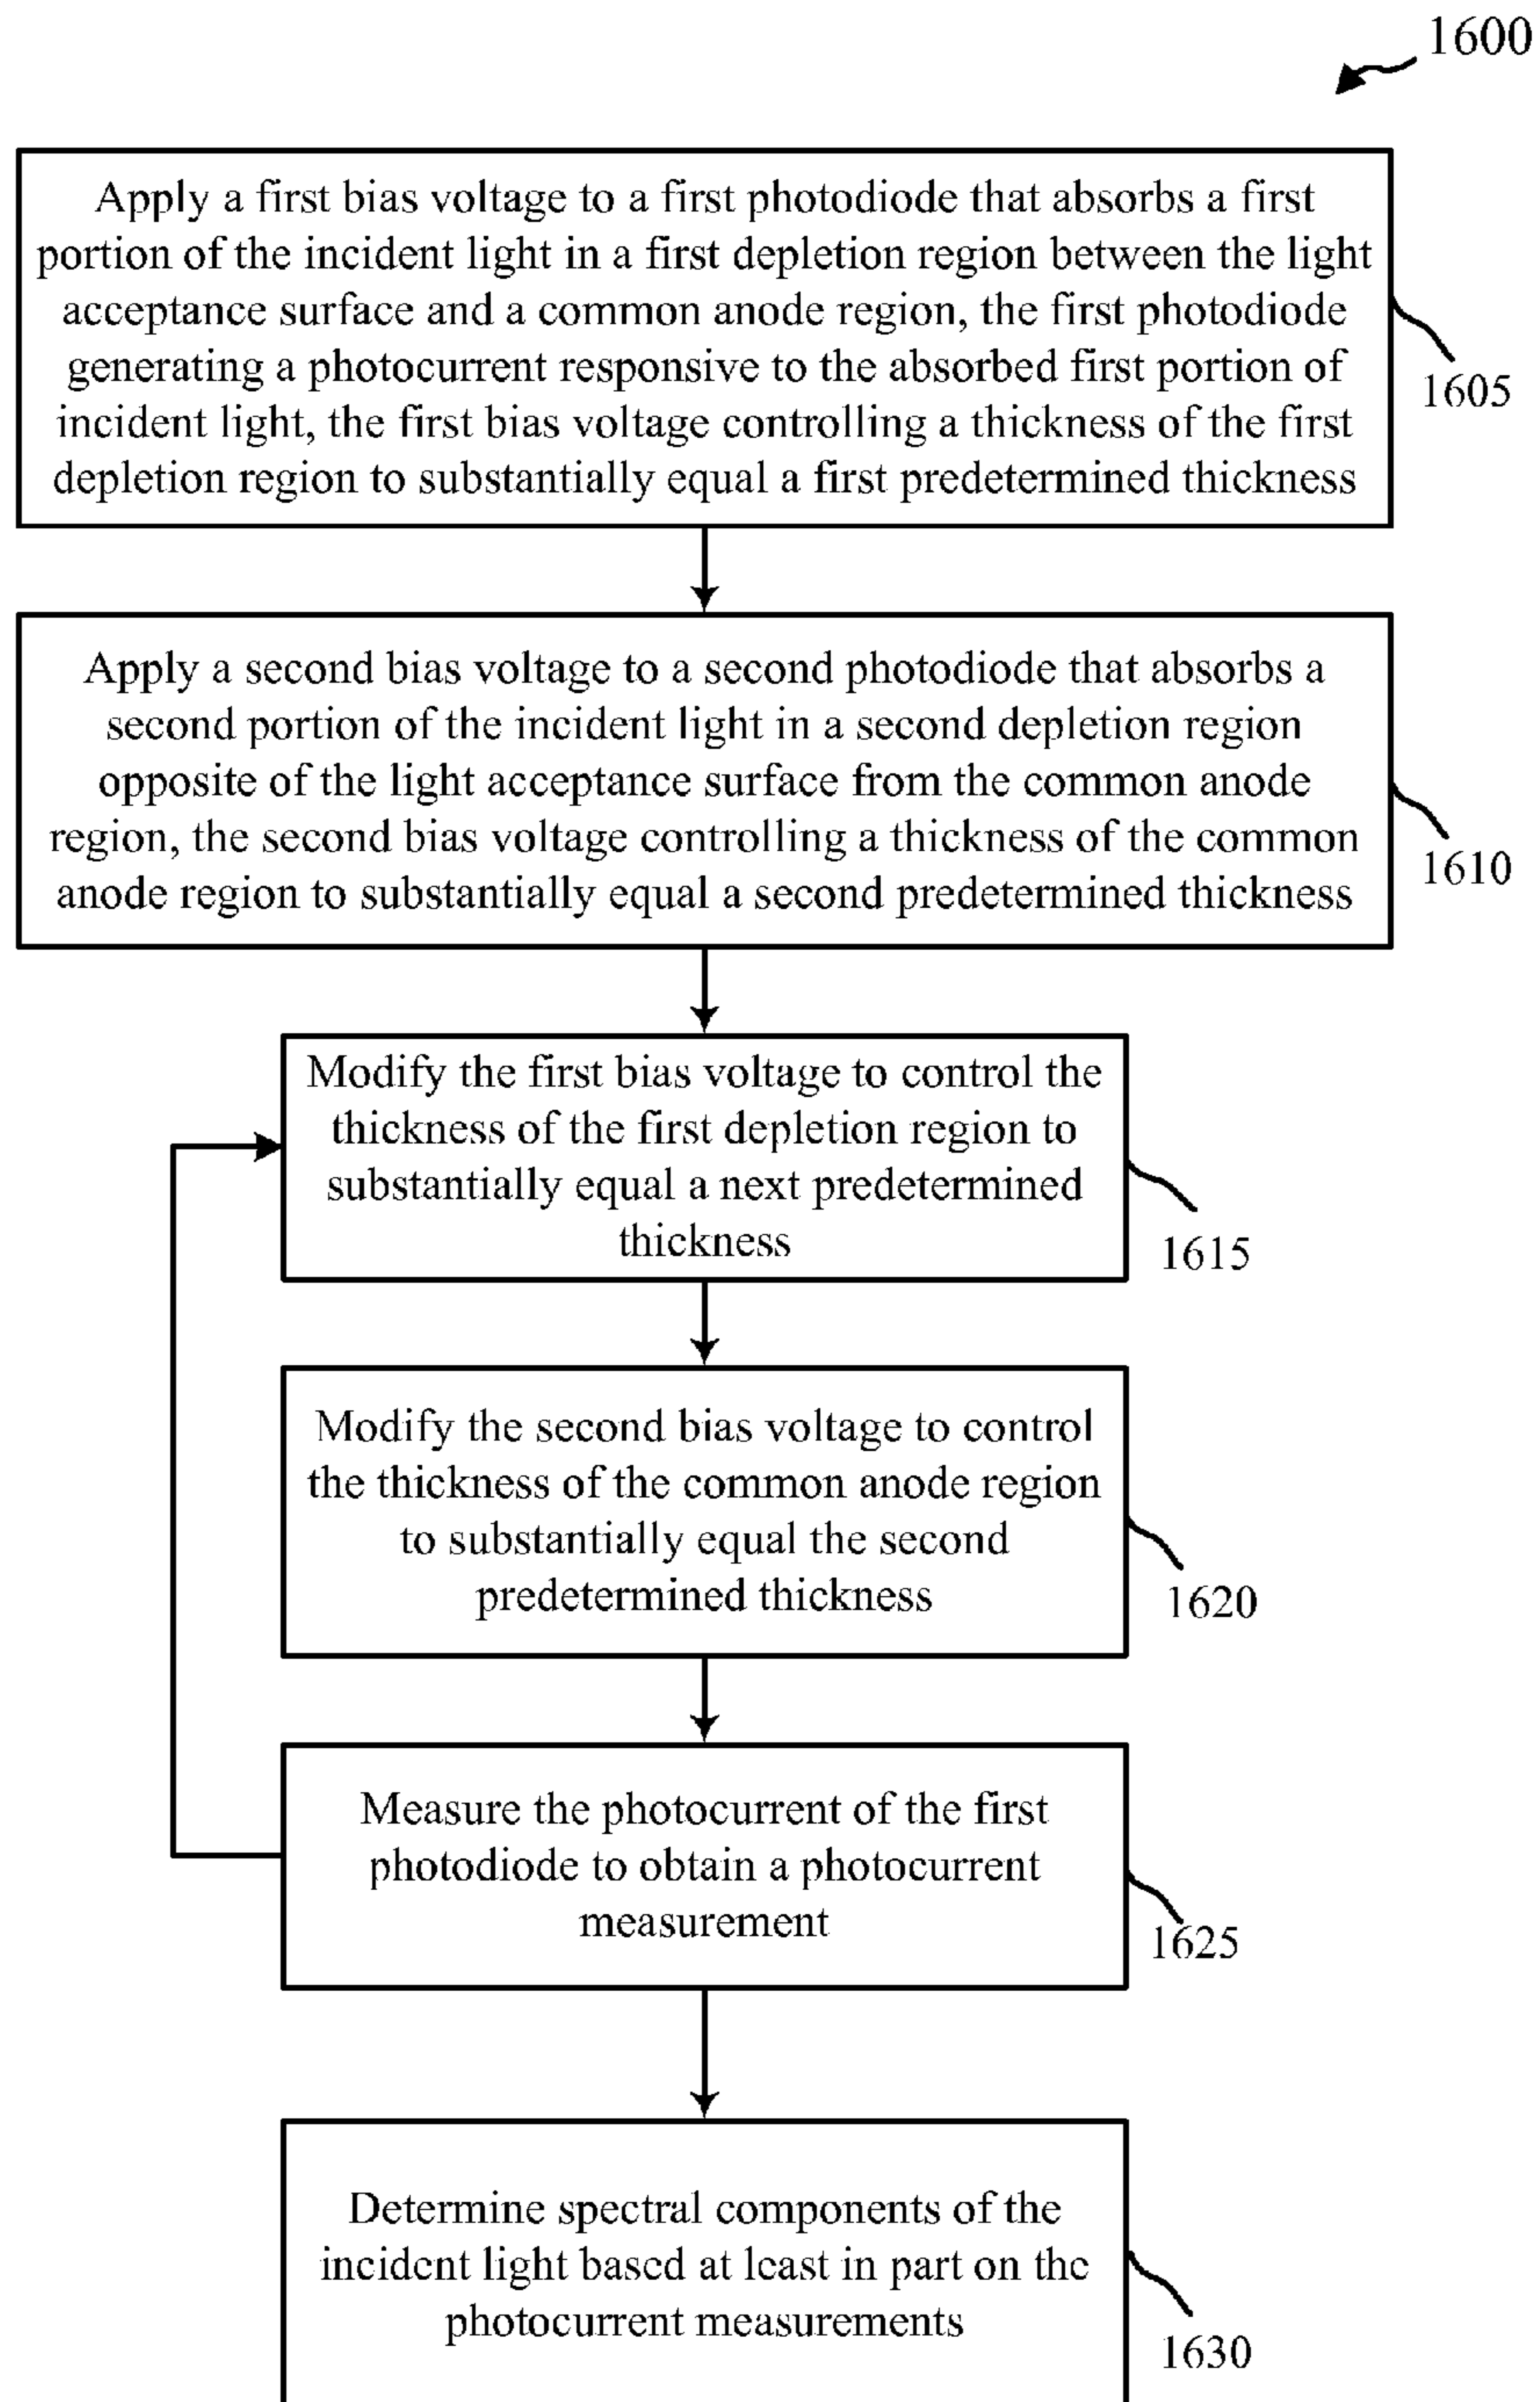 1600
Apply a first bias voltage to a first photodiode that absorbs a first
portion of the incident light in a first depletion region between the light
acceptance surface and a common anode region, the first photodiode
generating a photocurrent responsive to the absorbed first portion of
incident light, the first bias voltage controlling a thickness of the first
depletion region to substantially equal a first predetermined thickness
1605
Apply a second bias voltage to a second photodiode that absorbs a
second portion of the incident light in a second depletion region
opposite of the light acceptance surface from the common anode
region, the second bias voltage controlling a thickness of the common
anode region to substantially equal a second predetermined thickness
1610
Modify the first bias voltage to control the
thickness of the first depletion region to
substantially equal a next predetermined
thickness
1615
Modify the second bias voltage to control
the thickness of the common anode region
to substantially equal the second
predetermined thickness
1620
Measure the photocurrent of the first
photodiode to obtain a photocurrent
measurement
1625
Determine spectral components of the
incident light based at least in part on the
photocurrent measurements
1630